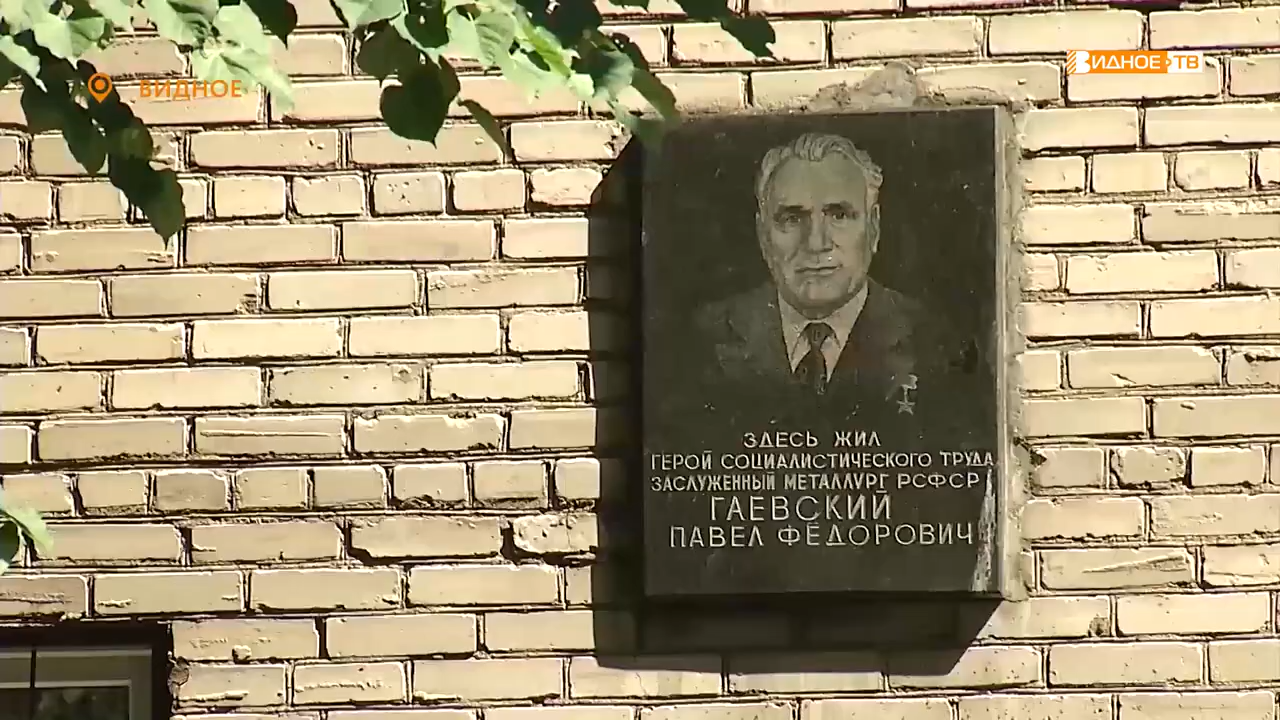 ВИДНОЕ
ВИДНОЕ ТВ
ЗДЕСЬ ЖИЛ
ГЕРОЙ СОЦИАЛИСТИЧЕСКОГО ТРУДА
ЗАСЛУЖЕННЫЙ МЕТАЛЛУРГ РСФСР
ГАЕВСКИЙ
ПАВЕЛ ФЁДОРОВИЧ